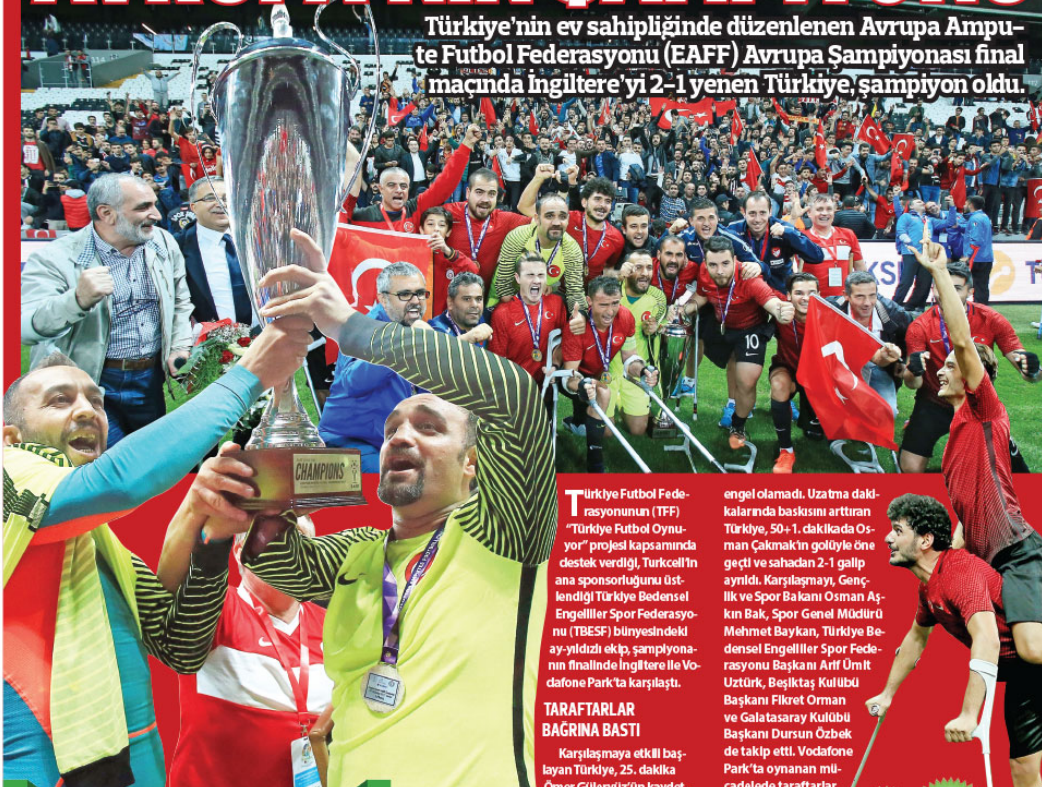 Türkiye'nin ev sahipliğinde düzenlenen Avrupa Ampu-
te Futbol Federasyonu (EAFF) Avrupa Şampiyonası final
maçında İngiltere'yi 2-1 yenen Türkiye, şampiyon oldu.
10
CHAMPIONS
Türkiye Futbol Fede-
rasyonunun (TFF)
“Türkiye Futbol Oynu-
yor” projesi kapsamında
destek verdiği, Turkcell'in
ana sponsorluğunu üst-
lendiği Türkiye Bedensel
Engelliler Spor Federasyo-
nu (TBESF) bünyesindeki
ay-yıldızlı ekip, şampiyona-
nın finalinde İngiltere ile Vo-
dafone Park'ta karşılaştı.
TARAFTARLAR
BAĞRINA BASTI
Karşılaşmaya etkili baş-
layan Türkiye, 25. dakika
engel olamadı. Uzatma daki-
kalarında baskısını arttıran
Türkiye, 50+1. dakikada Os-
man Çakmak'ın golüyle öne
geçti ve sahadan 2-1 galip
ayrıldı. Karşılaşmayı, Genç-
lik ve Spor Bakanı Osman Aş-
kın Bak, Spor Genel Müdürü
Mehmet Baykan, Türkiye Be-
densel Engelliler Spor Fede-
rasyonu Başkanı Arif Ümit
Uztürk, Beşiktaş Kulübü
Başkanı Fikret Orman
ve Galatasaray Kulübü
Başkanı Dursun Özbek
de takip etti. Vodafone
Park'ta oynanan mü-
cadelede taraftarlar